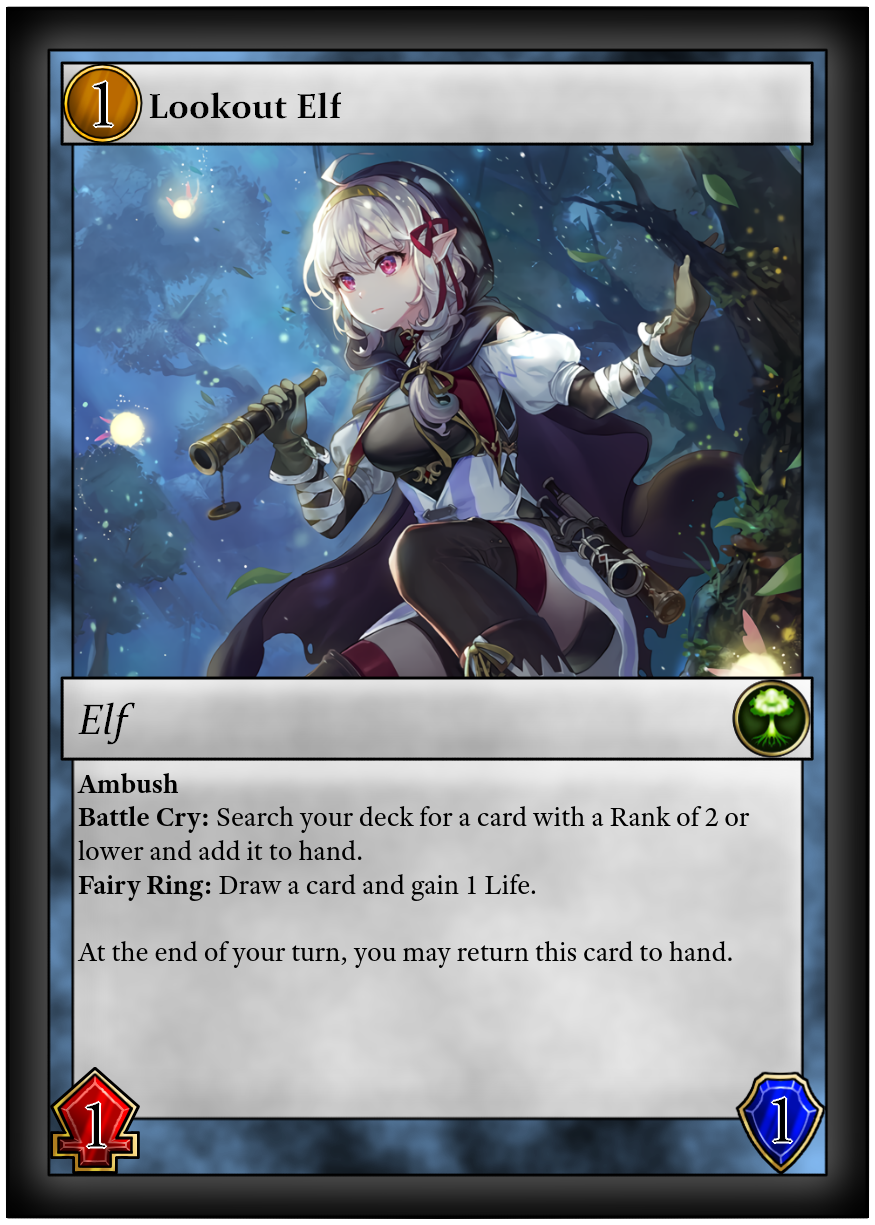 1 Lookout Elf
Elf
Ambush
Battle Cry: Search your deck for a card with a Rank of 2 or
lower and add it to hand.
Fairy Ring: Draw a card and gain 1 Life.
At the end of your turn, you may return this card to hand.
1
1